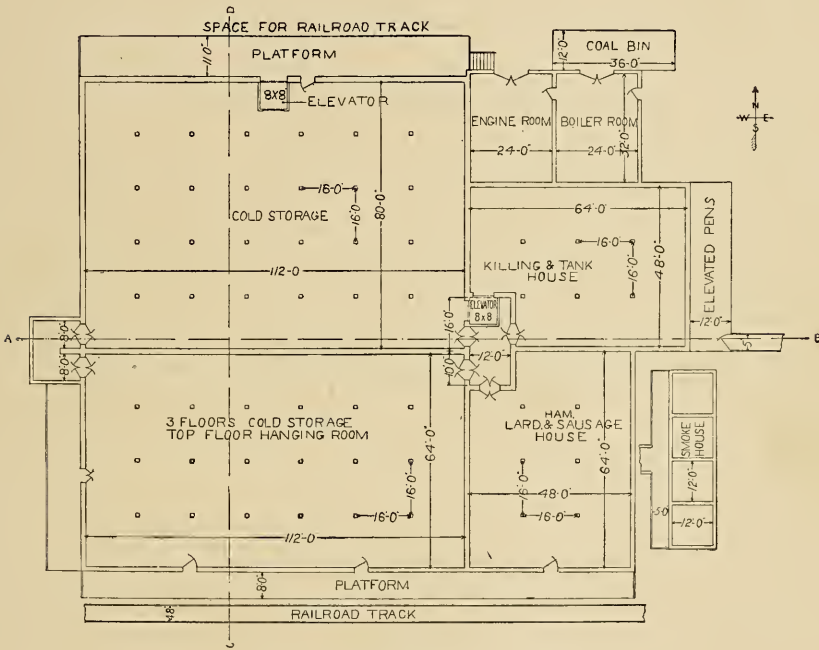 D
SPACE FOR RAILROAD TRACK
11'-0"
PLATFORM
12'-0"
COAL BIN
36'-0"
8X8
ELEVATOR
ENGINE ROOM
BOILER ROOM
24'-0"
24'-0"
32'-0"
N
W E
S
16'-0"
16'-0"
80'-0"
COLD STORAGE
112'-0
64'-0"
16'-0"
16'-0"
48'-0"
KILLING & TANK
HOUSE
ELEVATED PENS
12'-0"
ELEVATOR
8x8
16'-0"
12'-0"
10'-0"
A
8'-0"
8'-0"
B
5'
3 FLOORS COLD STORAGE
TOP FLOOR HANGING ROOM
64'-0"
16'-0"
16'-0"
112'-0
HAM,
LARD, & SAUSAGE
HOUSE
64'-0"
48'-0"
16'-0"
16'-0"
SMOKE
HOUSE
12'-0"
5'-0
12'-0"
8'-0"
PLATFORM
RAILROAD TRACK
C